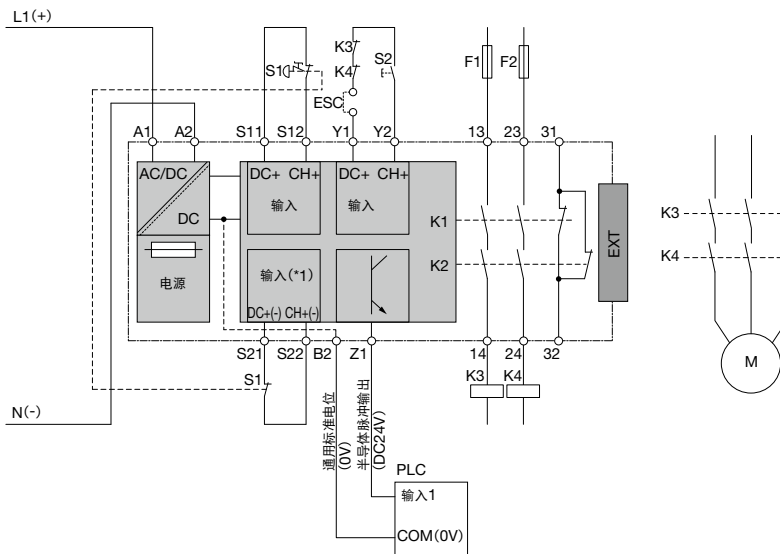 L1(+)
K3
S1
K4
S2
F1
F2
ESC
A1
A2
S11
S12
Y1
Y2
13
23
31
AC/DC
DC
DC+ CH+
输入
DC+ CH+
输入
K1
K2
EXT
K3
K4
电源
输入(*1)
DC+(-) CH+(-)
S21
S22
B2
Z1
14
24
32
M
S1
K3
K4
N(-)
通用标准电位
(0V)
半导体脉冲输出
(DC24V)
PLC
输入1
COM(0V)